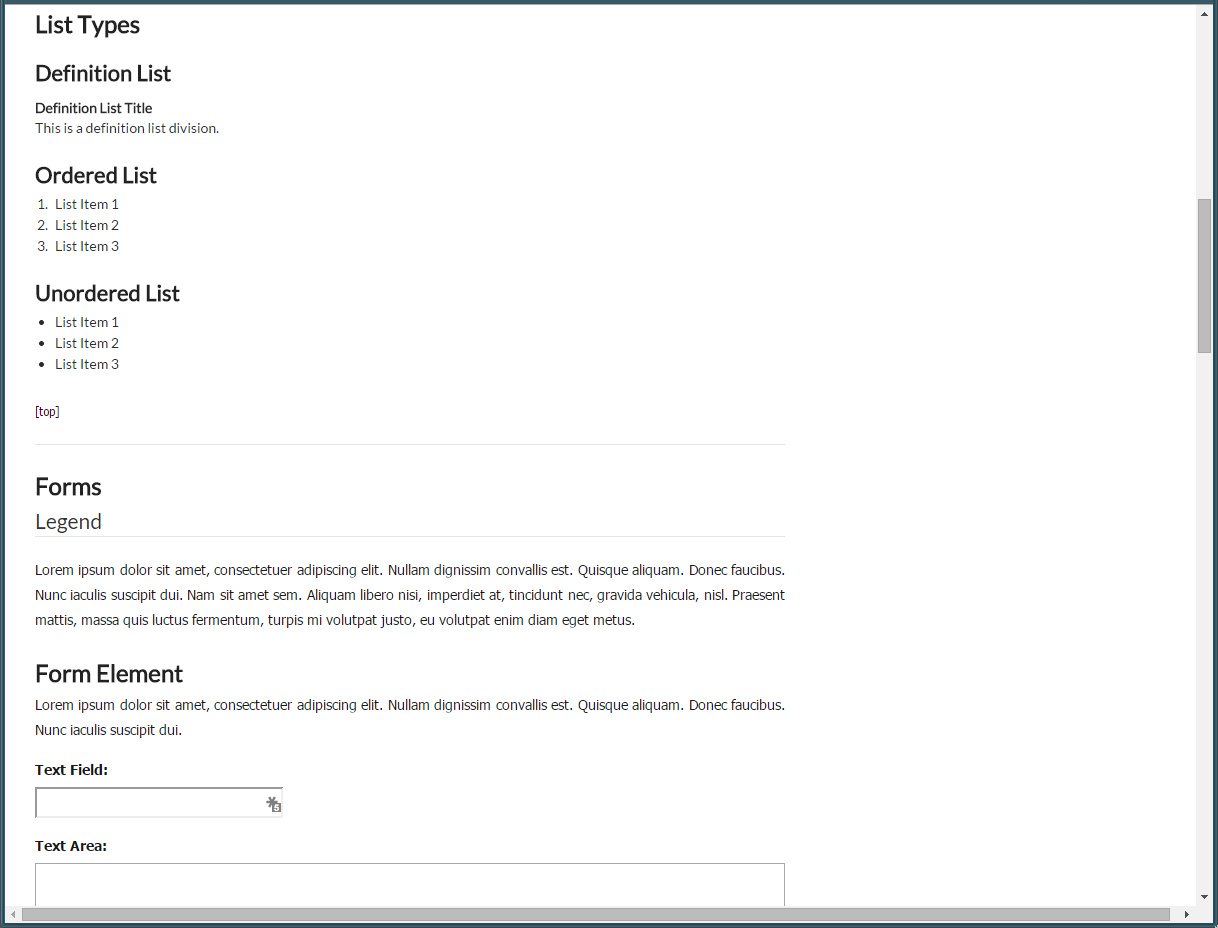 List Types
Definition List
Definition List Title
This is a definition list division.
Ordered List
1. List Item 1
2. List Item 2
3. List Item 3
Unordered List
• List Item 1
• List Item 2
• List Item 3
[top]
Forms
Legend
Lorem ipsum dolor sit amet, consectetuer adipiscing elit. Nullam dignissim convallis est. Quisque aliquam. Donec faucibus.
Nunc iaculis suscipit dui. Nam sit amet sem. Aliquam libero nisi, imperdiet at, tincidunt nec, gravida vehicula, nisl. Praesent
mattis, massa quis luctus fermentum, turpis mi volutpat justo, eu volutpat enim diam eget metus.
Form Element
Lorem ipsum dolor sit amet, consectetuer adipiscing elit. Nullam dignissim convallis est. Quisque aliquam. Donec faucibus.
Nunc iaculis suscipit dui.
Text Field:
5
Text Area: